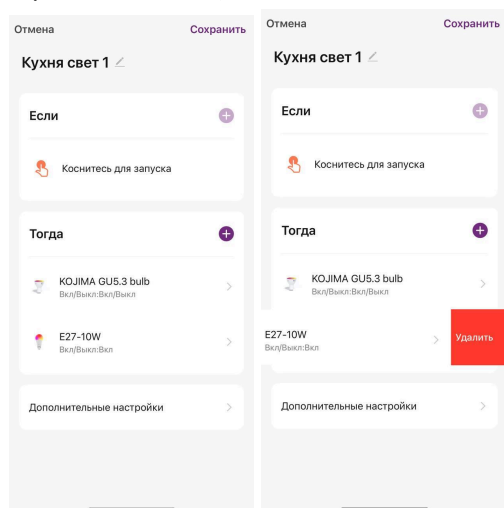 Отмена
Сохранить
Кухня свет 1
Если
Коснитесь для запуска
Тогда
KOJIMA GU5.3 bulb
Вкл/Выкл:Вкл/Выкл
E27-10W
Вкл/Выкл:Вкл
Дополнительные настройки
Отмена
Сохранить
Кухня свет 1
Если
Коснитесь для запуска
Тогда
KOJIMA GU5.3 bulb
Вкл/Выкл:Вкл/Выкл
E27-10W
Вкл/Выкл:Вкл
Удалить
Дополнительные настройки